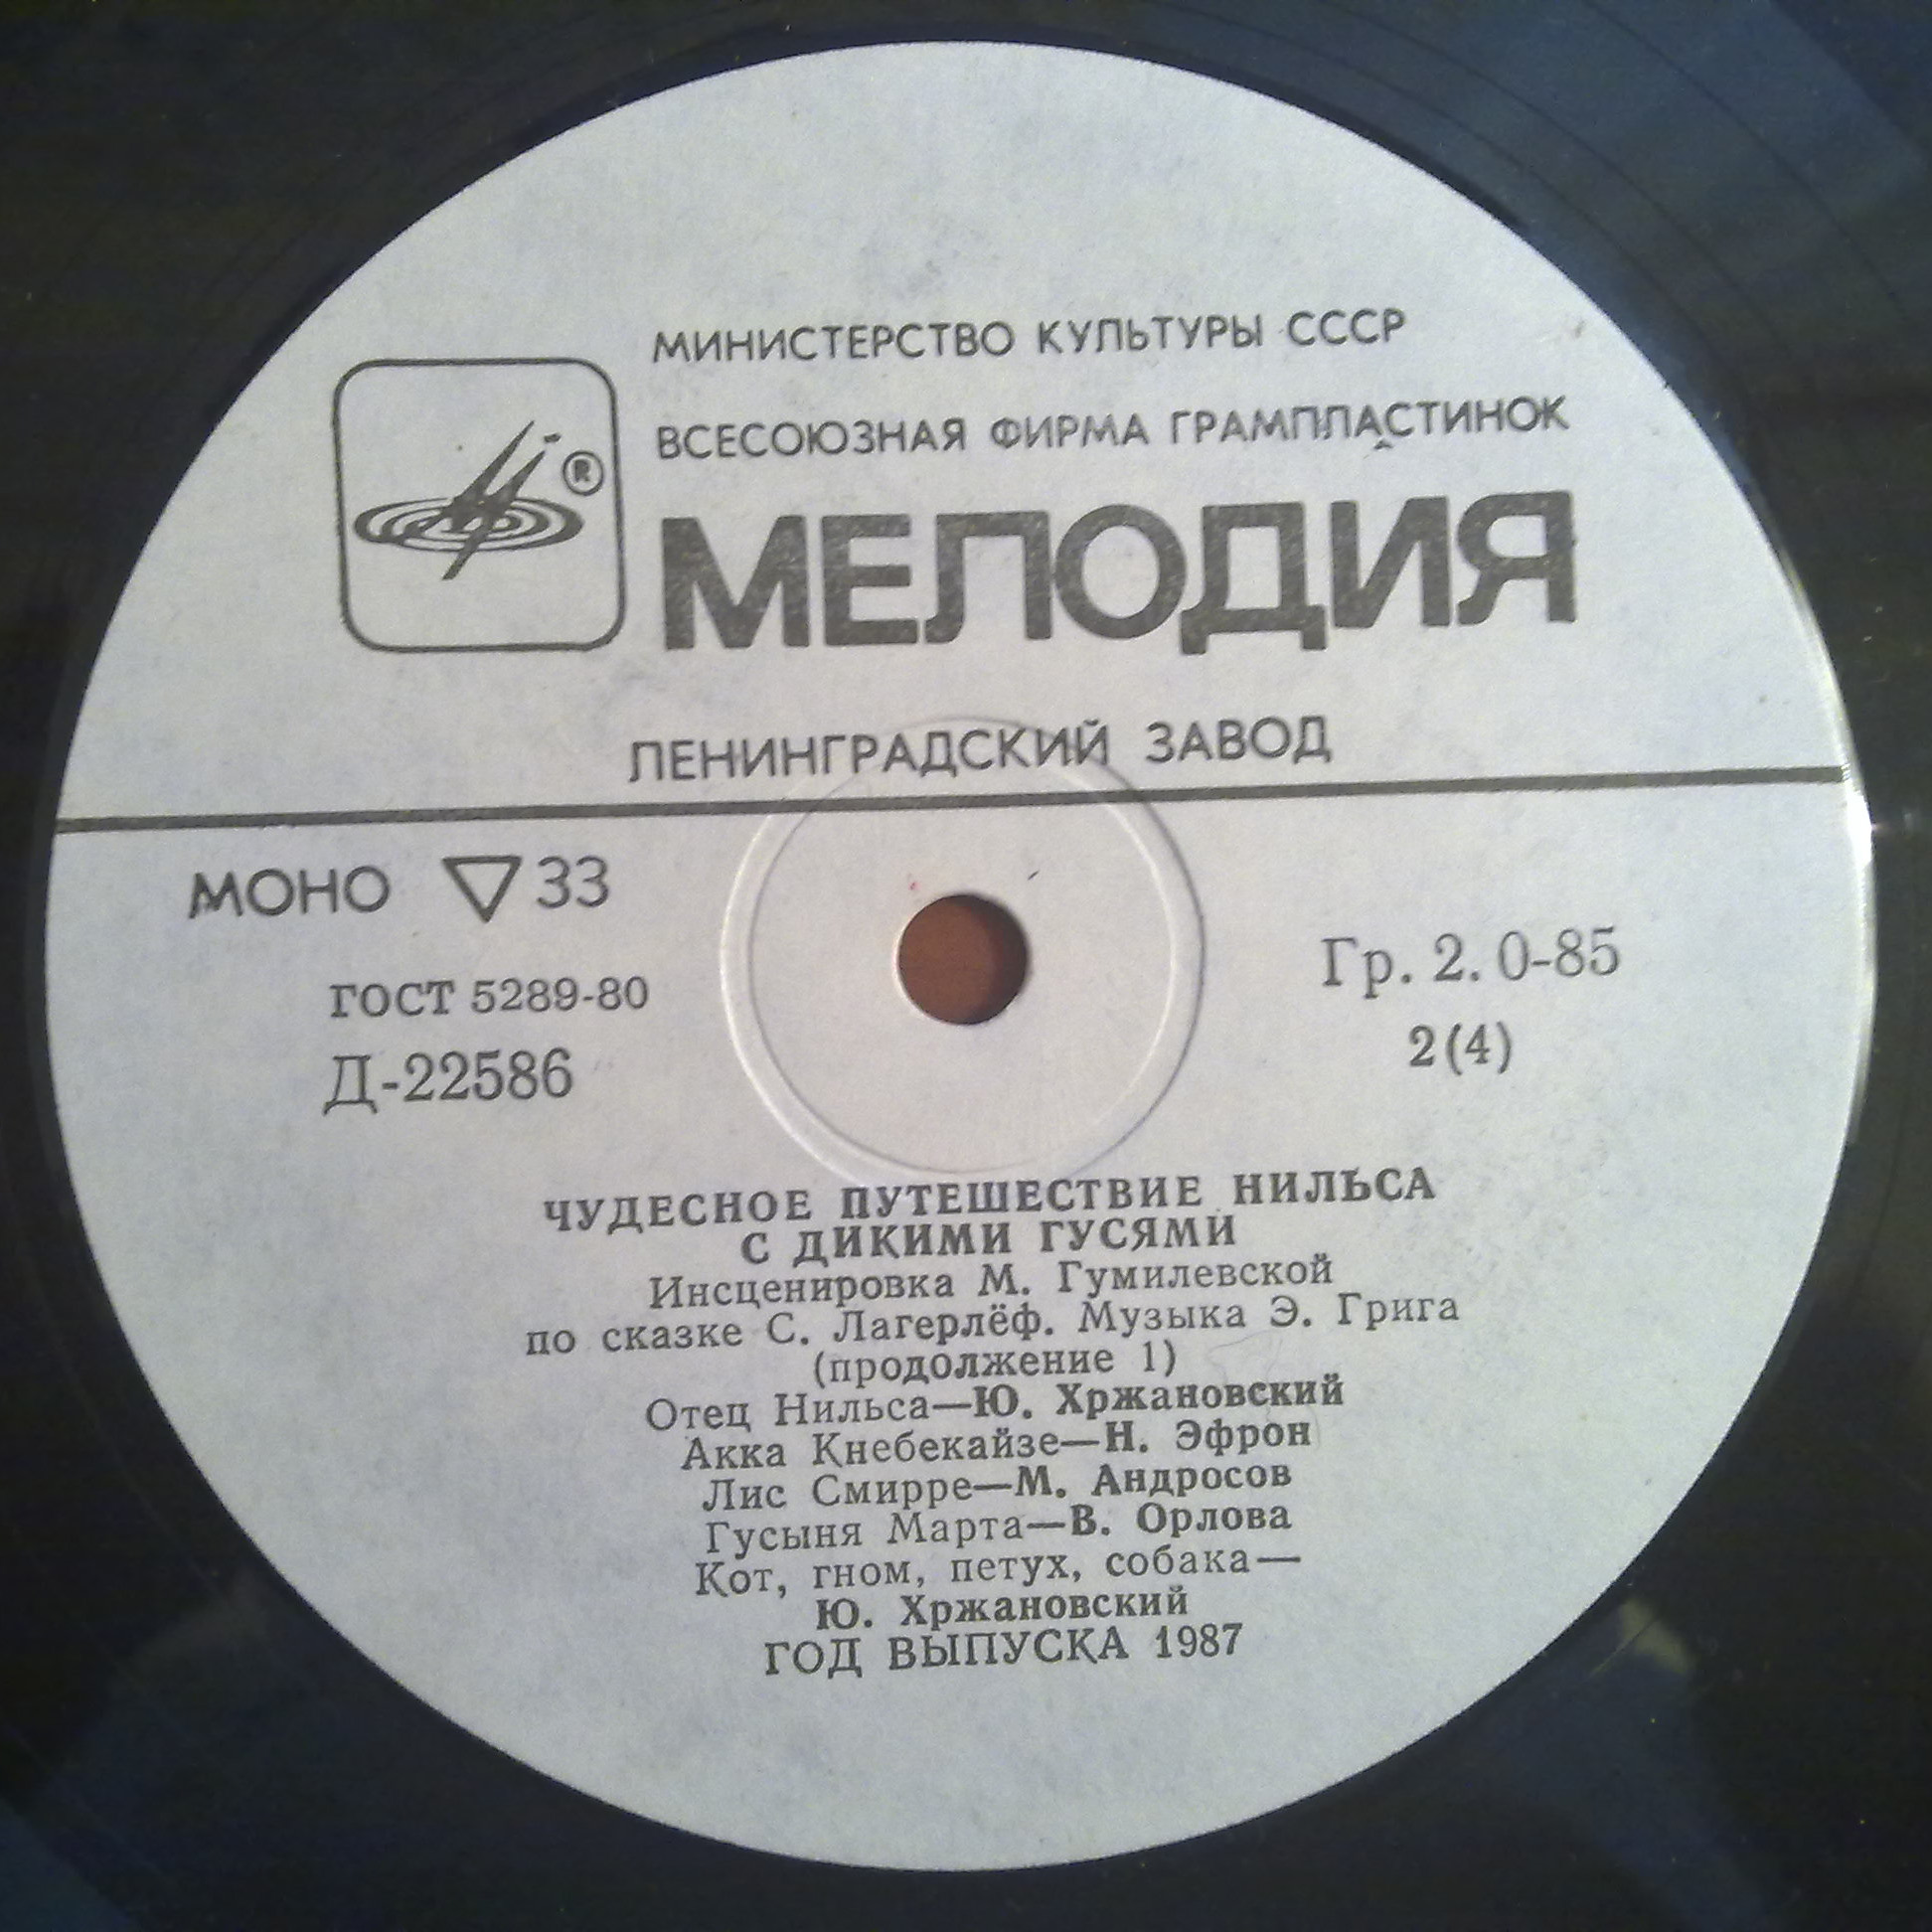 МИНИСТЕРСТВО КУЛЬТУРЫ СССР
ВСЕСОЮЗНАЯ ФИРМА ГРАМПЛАСТИНОК
®
МЕЛОДИЯ
ЛЕНИНГРАДСКИЙ ЗАВОД
МОНО ▽ 33
ГОСТ 5289-80
Д-22586
Гр. 2. 0-85
2(4)
ЧУДЕСНОЕ ПУТЕШЕСТВИЕ НИЛЬСА
С ДИКИМИ ГУСЯМИ
Инсценировка М. Гумилевской
по сказке С. Лагерлёф. Музыка Э. Грига
(продолжение 1)
Отец Нильса—Ю. Хржановский
Акка Кнебекайзе—Н. Эфрон
Лис Смирре—М. Андросов
Гусыня Марта—В. Орлова
Кот, гном, петух, собака—
Ю. Хржановский
ГОД ВЫПУСКА 1987